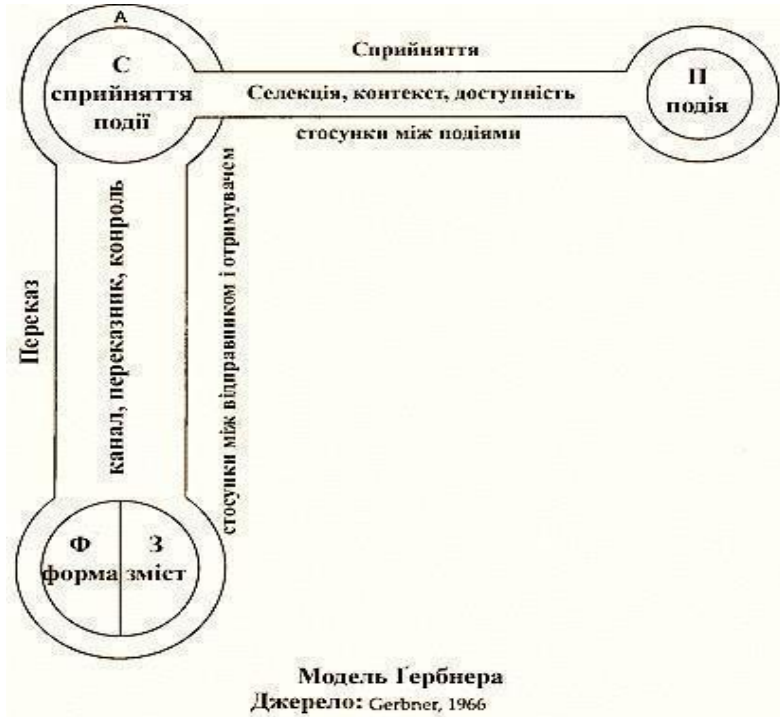 А
С
сприйняття
події
Сприйняття
Селекція, контекст, доступність
стосунки між подіями
П
подія
Переказ
канал, переказник, конроль
стосунки між відправником і отримувачем
Ф
форма
З
зміст
Модель Ґербнера
Джерело: Gerbner, 1966